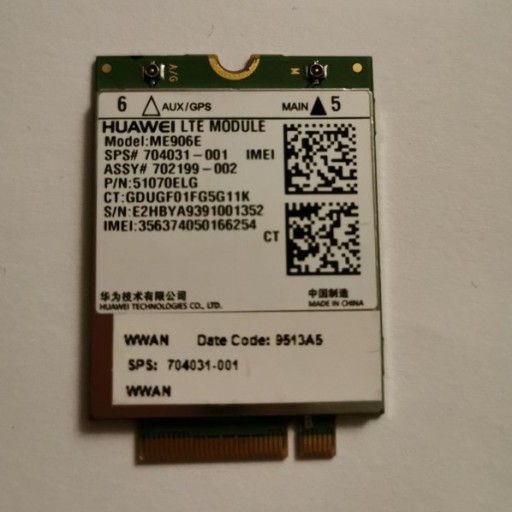 A/G M
6 AUX/GPS MAIN 5
HUAWEI LTE MODULE
Model:ME906E
SPS# 704031-001 IMEI
ASSY# 702199-002
P/N:51070ELG
CT:GDUGF01FG5G11K
S/N:E2HBYA9391001352
IMEI:356374050166254
CT
华为技术有限公司 中国制造
HUAWEI TECHNOLOGIES CO., LTD. MADE IN CHINA
WWAN Date Code: 9513A5
SPS: 704031-001
WWAN